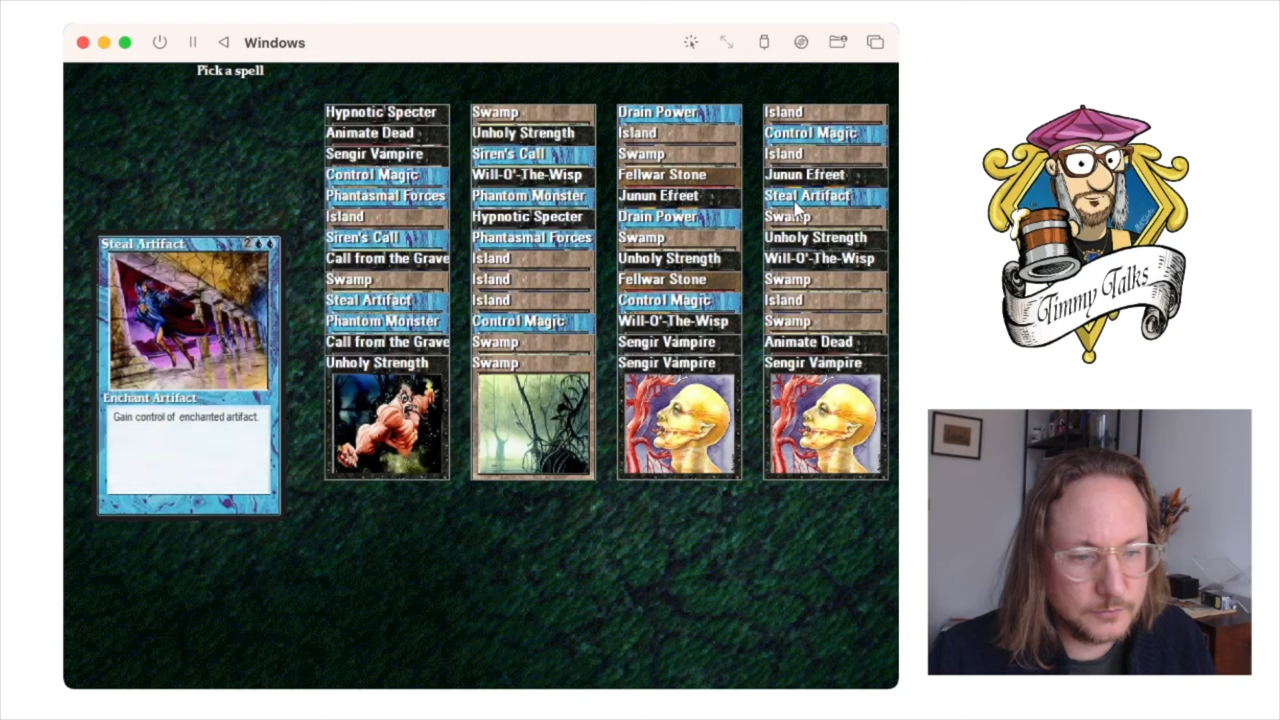 Windows
Pick a spell
Steal Artifact 2
Enchant Artifact
Gain control of enchanted artifact.
Hypnotic Specter
Animate Dead
Sengir Vampire
Control Magic
Phantasmal Forces
Island
Siren's Call
Call from the Grave
Swamp
Steal Artifact
Phantom Monster
Call from the Grave
Unholy Strength
Swamp
Unholy Strength
Siren's Call
Will-O'-The-Wisp
Phantom Monster
Hypnotic Specter
Phantasmal Forces
Island
Island
Island
Control Magic
Swamp
Swamp
Drain Power
Island
Swamp
Fellwar Stone
Junun Efreet
Drain Power
Swamp
Unholy Strength
Fellwar Stone
Control Magic
Will-O'-The-Wisp
Sengir Vampire
Sengir Vampire
Island
Control Magic
Island
Junun Efreet
Steal Artifact
Swamp
Unholy Strength
Will-O'-The-Wisp
Swamp
Island
Swamp
Animate Dead
Sengir Vampire
Timmy Talks